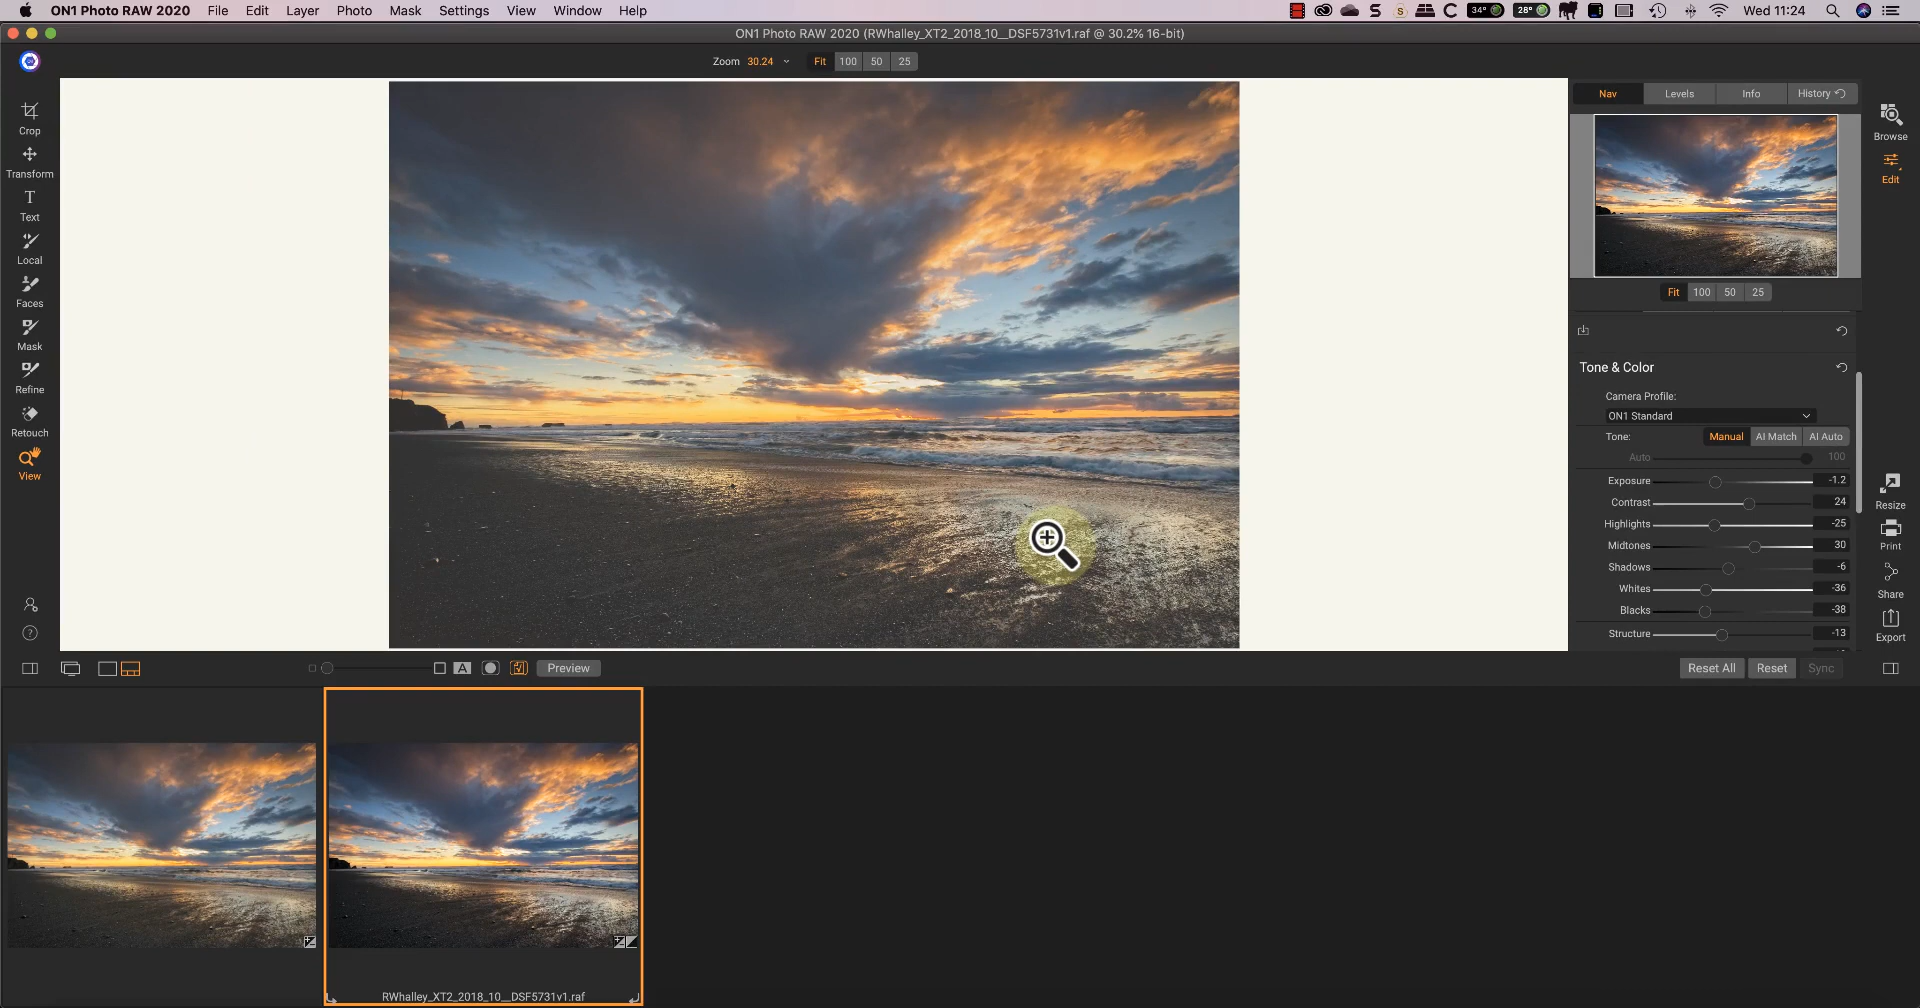 ON1 Photo RAW 2020 File Edit Layer Photo Mask Settings View Window Help 34° 28° Wed 11:24
ON1 Photo RAW 2020 (RWhalley_XT2_2018_10__DSF5731v1.raf @ 30.2% 16-bit)
Zoom 30.24 Fit 100 50 25
Crop
Transform
Text
Local
Faces
Mask
Refine
Retouch
View
Nav Levels Info History
Fit 100 50 25
Tone & Color
Camera Profile:
ON1 Standard
Tone: Manual AI Match AI Auto
Auto 100
Exposure -1.2
Contrast 24
Highlights -25
Midtones 30
Shadows -6
Whites -36
Blacks -38
Structure -13
Browse
Edit
Resize
Print
Share
Export
A Preview Reset All Reset Sync
RWhalley_XT2_2018_10__DSF5731v1.raf